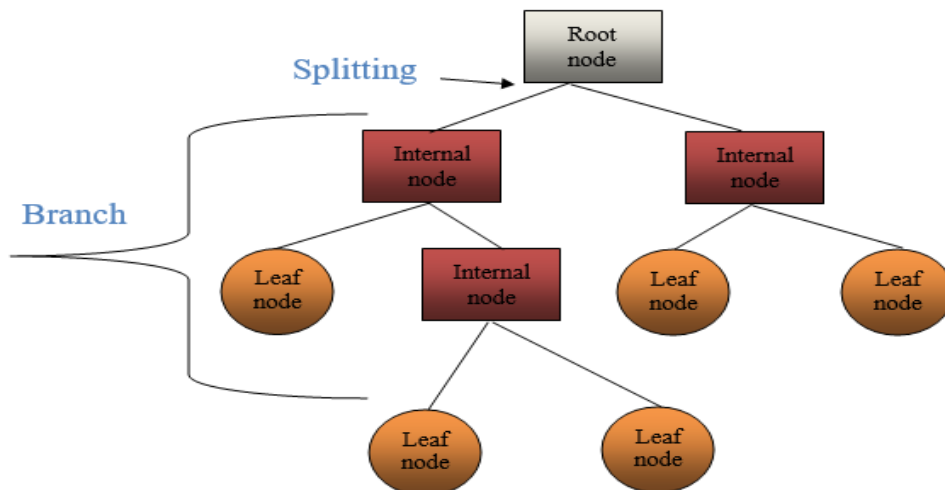 Root
node
Splitting
Internal
node
Internal
node
Branch
Leaf
node
Internal
node
Leaf
node
Leaf
node
Leaf
node
Leaf
node